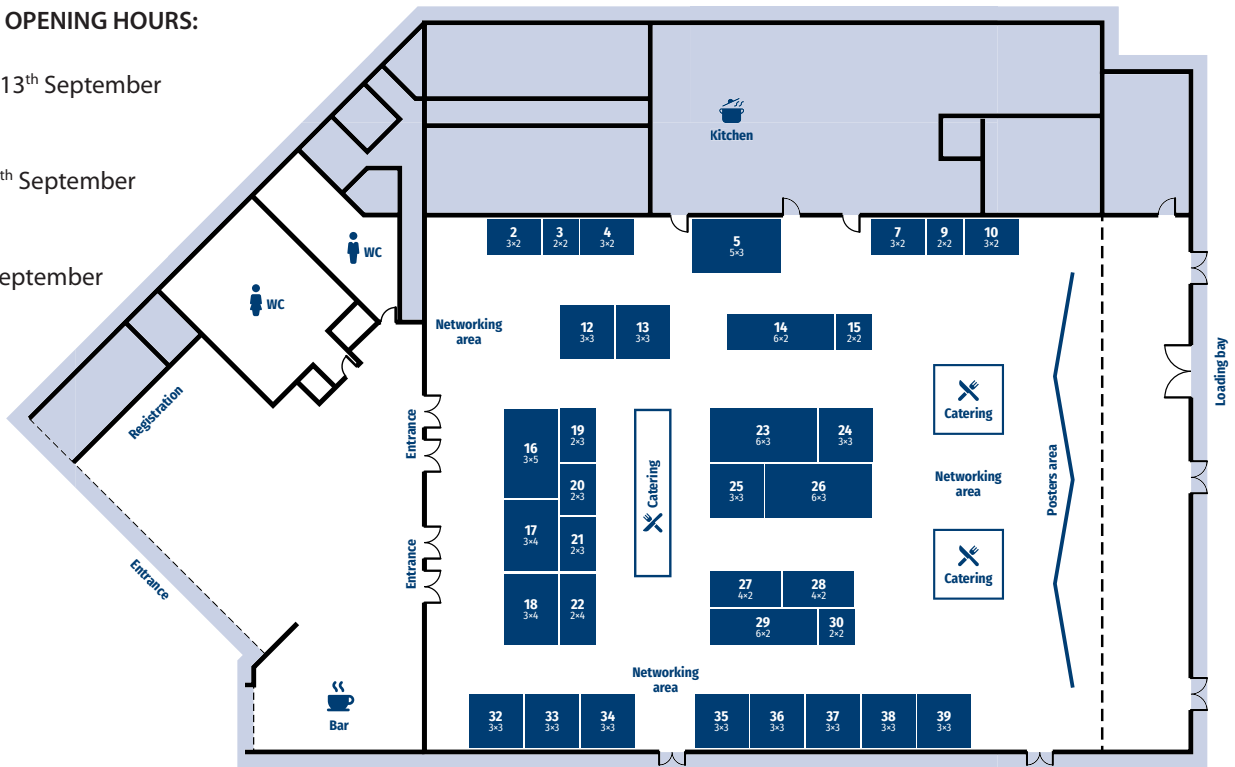 OPENING HOURS:
13th September
th September
eptember
Kitchen
2
3×2
3
2×2
4
3×2
5
5×3
7
3×2
9
2×2
10
3×2
WC
WC
Networking
area
12
3×3
13
3×3
14
6×2
15
2×2
Catering
Loading bay
Registration
Entrance
16
3×5
19
2×3
20
2×3
17
3×4
21
2×3
18
3×4
22
2×4
Catering
23
6×3
24
3×3
25
3×3
26
6×3
Networking
area
Posters area
Entrance
Entrance
Catering
27
4×2
28
4×2
29
6×2
30
2×2
Networking
area
Bar
32
3×3
33
3×3
34
3×3
35
3×3
36
3×3
37
3×3
38
3×3
39
3×3